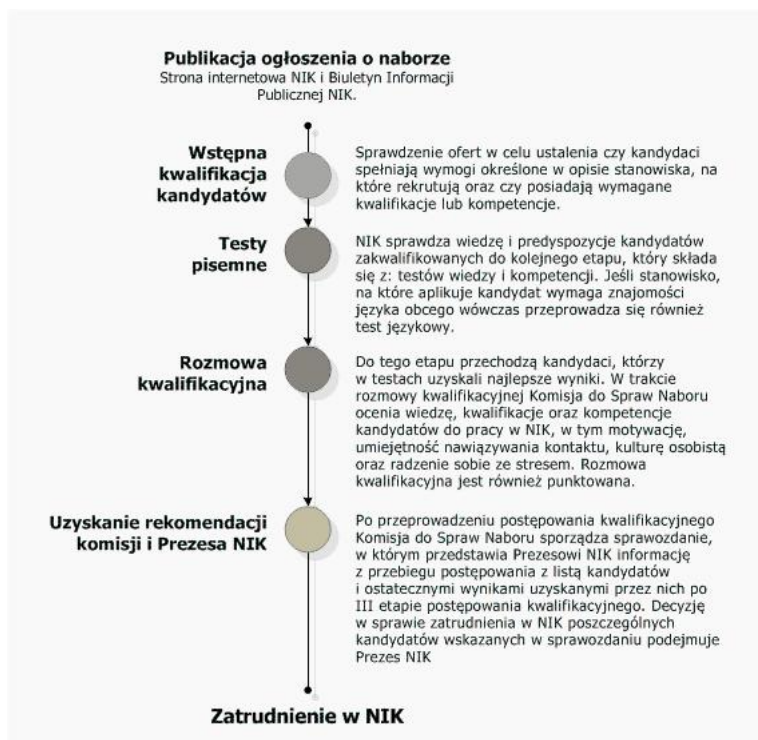 Publikacja ogłoszenia o naborze
Strona internetowa NIK i Biuletyn Informacji
Publicznej NIK.
Wstępna
kwalifikacja
kandydatów
Sprawdzenie ofert w celu ustalenia czy kandydaci
spełniają wymogi określone w opisie stanowiska, na
które rekrutują oraz czy posiadają wymagane
kwalifikacje lub kompetencje.
Testy
pisemne
NIK sprawdza wiedzę i predyspozycje kandydatów
zakwalifikowanych do kolejnego etapu, który składa
się z: testów wiedzy i kompetencji. Jeśli stanowisko,
na które aplikuje kandydat wymaga znajomości
języka obcego wówczas przeprowadza się również
test językowy.
Rozmowa
kwalifikacyjna
Do tego etapu przechodzą kandydaci, którzy
w testach uzyskali najlepsze wyniki. W trakcie
rozmowy kwalifikacyjnej Komisja do Spraw Naboru
ocenia wiedzę, kwalifikacje oraz kompetencje
kandydatów do pracy w NIK, w tym motywację,
umiejętność nawiązywania kontaktu, kulturę osobistą
oraz radzenie sobie ze stresem. Rozmowa
kwalifikacyjna jest również punktowana.
Uzyskanie rekomendacji
komisji i Prezesa NIK
Po przeprowadzeniu postępowania kwalifikacyjnego
Komisja do Spraw Naboru sporządza sprawozdanie,
w którym przedstawia Prezesowi NIK informację
z przebiegu postępowania z listą kandydatów
i ostatecznymi wynikami uzyskanymi przez nich po
III etapie postępowania kwalifikacyjnego. Decyzję
w sprawie zatrudnienia w NIK poszczególnych
kandydatów wskazanych w sprawozdaniu podejmuje
Prezes NIK
Zatrudnienie w NIK